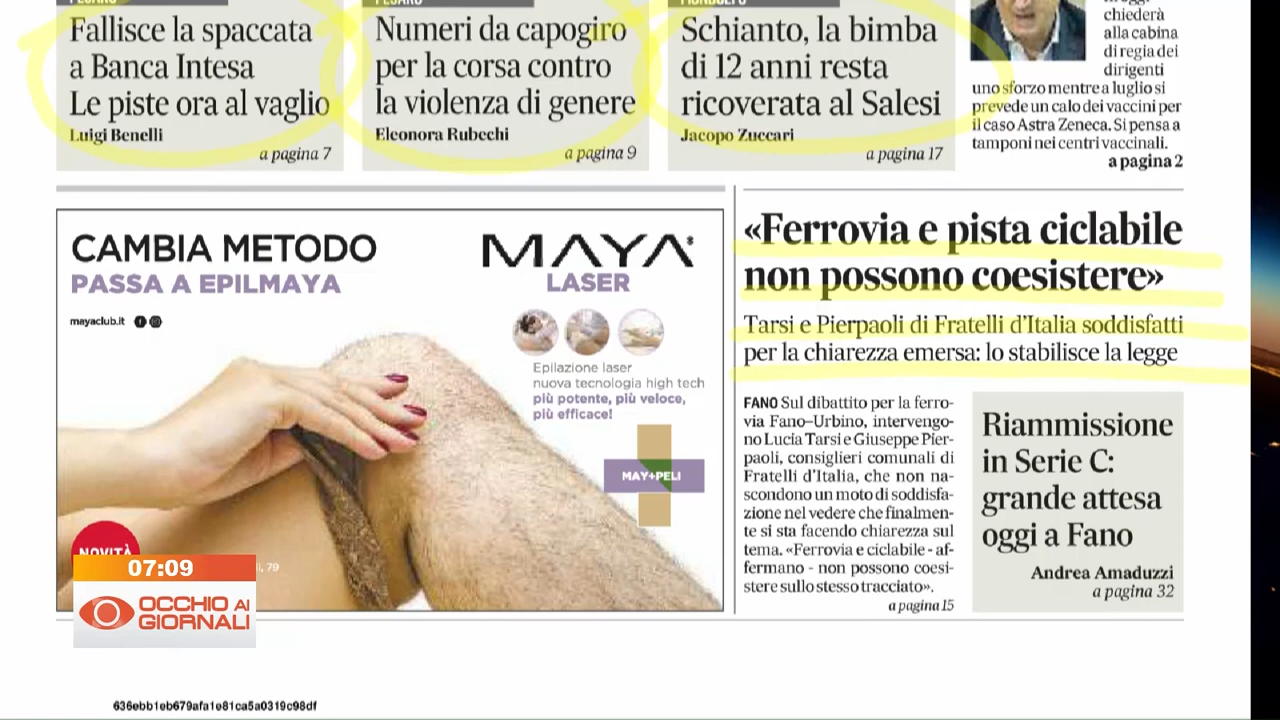 Fallisce la spaccata
a Banca Intesa
Le piste ora al vaglio
Luigi Benelli
a pagina 7
Numeri da capogiro
per la corsa contro
la violenza di genere
Eleonora Rubechi
a pagina 9
Schianto, la bimba
di 12 anni resta
ricoverata al Salesi
Jacopo Zuccari
a pagina 17
chiederà
alla cabina
di regia dei
dirigenti
uno sforzo mentre a luglio si
prevede un calo dei vaccini per
il caso Astra Zeneca. Si pensa a
tamponi nei centri vaccinali.
a pagina 2
CAMBIA METODO
PASSA A EPILMAYA
mayaclub.it
MAYA
LASER
Epilazione laser
nuova tecnologia high tech
più potente, più veloce,
più efficace!
MAY+PELI
NOVITÀ
, 79
«Ferrovia e pista ciclabile
non possono coesistere»
Tarsi e Pierpaoli di Fratelli d'Italia soddisfatti
per la chiarezza emersa: lo stabilisce la legge
FANO Sul dibattito per la ferro-
via Fano-Urbino, intervengo-
no Lucia Tarsi e Giuseppe Pier-
paoli, consiglieri comunali di
Fratelli d'Italia, che non na-
scondono un moto di soddisfa-
zione nel vedere che finalmen-
te si sta facendo chiarezza sul
tema. «Ferrovia e ciclabile - af-
fermano - non possono coesi-
stere sullo stesso tracciato».
a pagina 15
Riammissione
in Serie C:
grande attesa
oggi a Fano
Andrea Amaduzzi
a pagina 32
07:09
OCCHIO AI
GIORNALI
636ebb1eb679afa1e81ca5a0319c98df